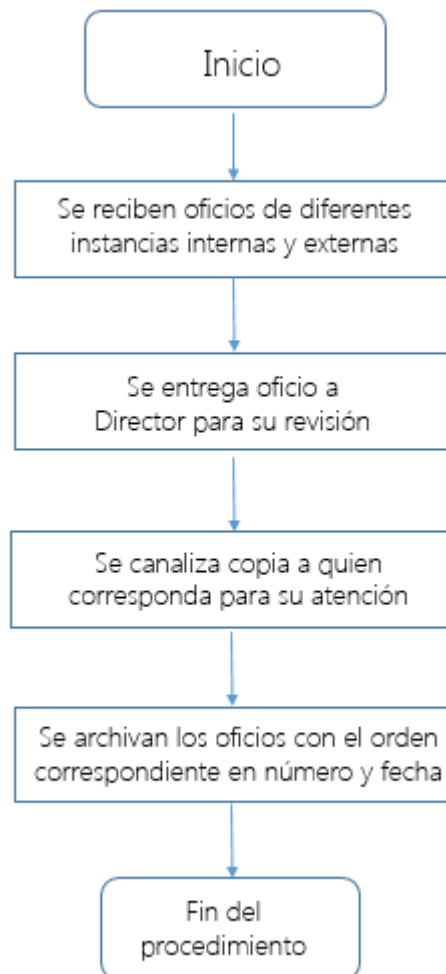 Inicio
Se reciben oficios de diferentes
instancias internas y externas
Se entrega oficio a
Director para su revisión
Se canaliza copia a quien
corresponda para su atención
Se archivan los oficios con el orden
correspondiente en número y fecha
Fin del
procedimiento